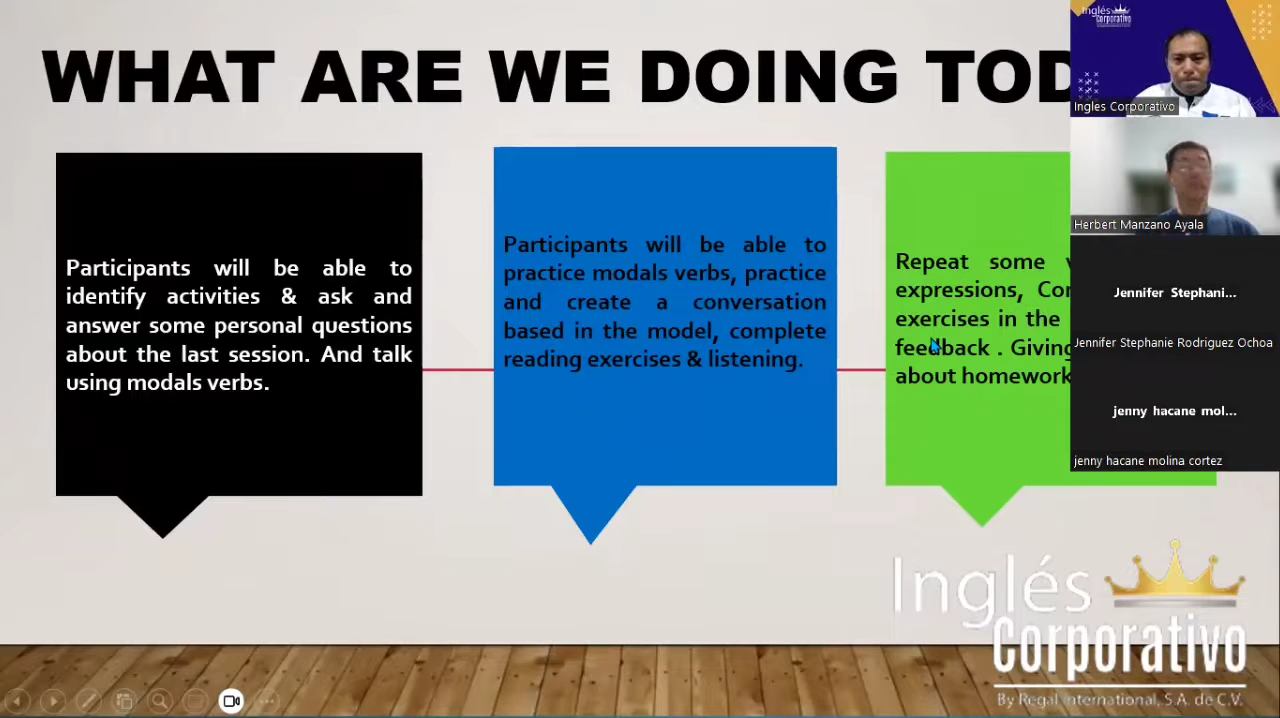 WHAT ARE WE DOING TOD
Participants will be able to
identify activities & ask and
answer some personal questions
about the last session. And talk
using modals verbs.
Participants will be able to
practice modals verbs, practice
and create a conversation
based in the model, complete
reading exercises & listening.
Repeat some
expressions,
exercises in the
feedback .
about homework
Inglés
Corporativo
Ingles Corporativo
Herbert Manzano Ayala
Jennifer Stephani...
Jennifer Stephanie Rodriguez Ochoa
jenny hacane mol...
jenny hacane molina cortez
Inglés
Corporativo
By Regal International, S.A. de C.V.